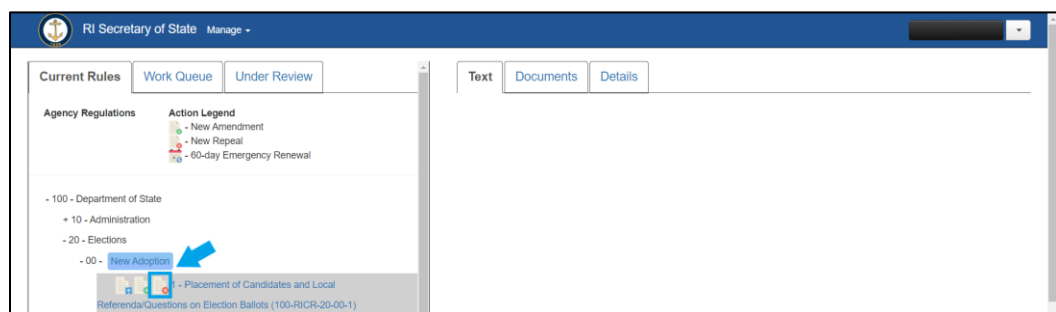 RI Secretary of State Manage
Current Rules Work Queue Under Review
Text Documents Details
Agency Regulations Action Legend
- New Amendment
- New Repeal
- 60-day Emergency Renewal
- 100 - Department of State
+ 10 - Administration
- 20 - Elections
- 00 - New Adoption
1 - Placement of Candidates and Local
Referenda/Questions on Election Ballots (100-RICR-20-00-1)